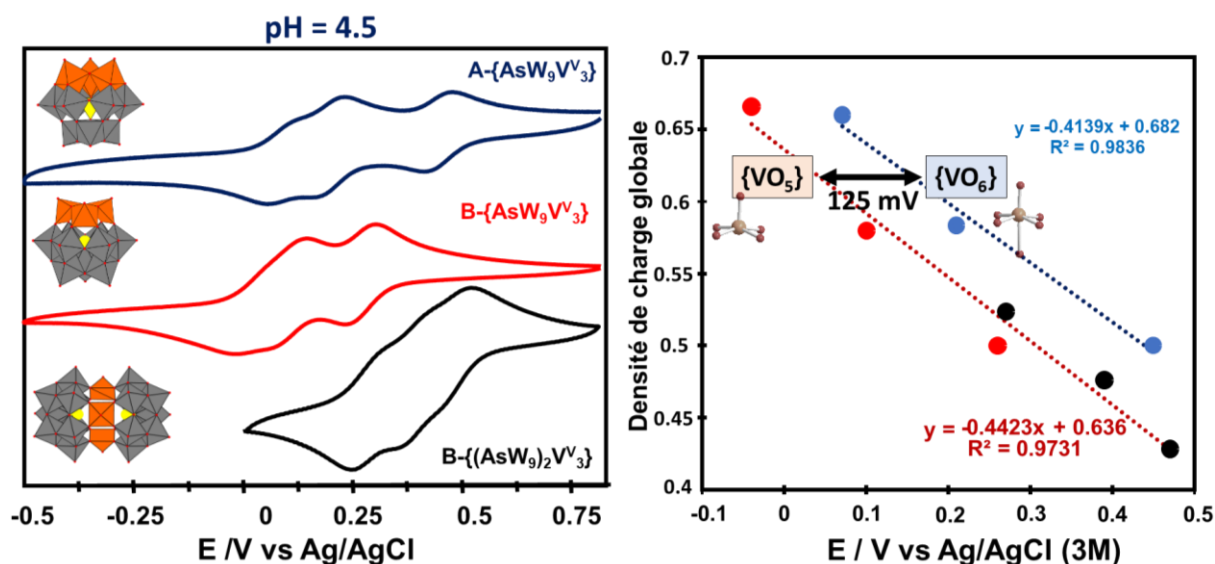 pH = 4.5
A-{AsW₉Vⱽ₃}
B-{AsW₉Vⱽ₃}
B-{(AsW₉)₂Vⱽ₃}
-0.5 -0.25 0 0.25 0.5 0.75
E /V vs Ag/AgCl
Densité de charge globale
0.7
0.65
0.6
0.55
0.5
0.45
0.4
y = -0.4139x + 0.682
R² = 0.9836
{VO₅} {VO₆}
125 mV
y = -0.4423x + 0.636
R² = 0.9731
-0.1 0 0.1 0.2 0.3 0.4 0.5
E / V vs Ag/AgCl (3M)